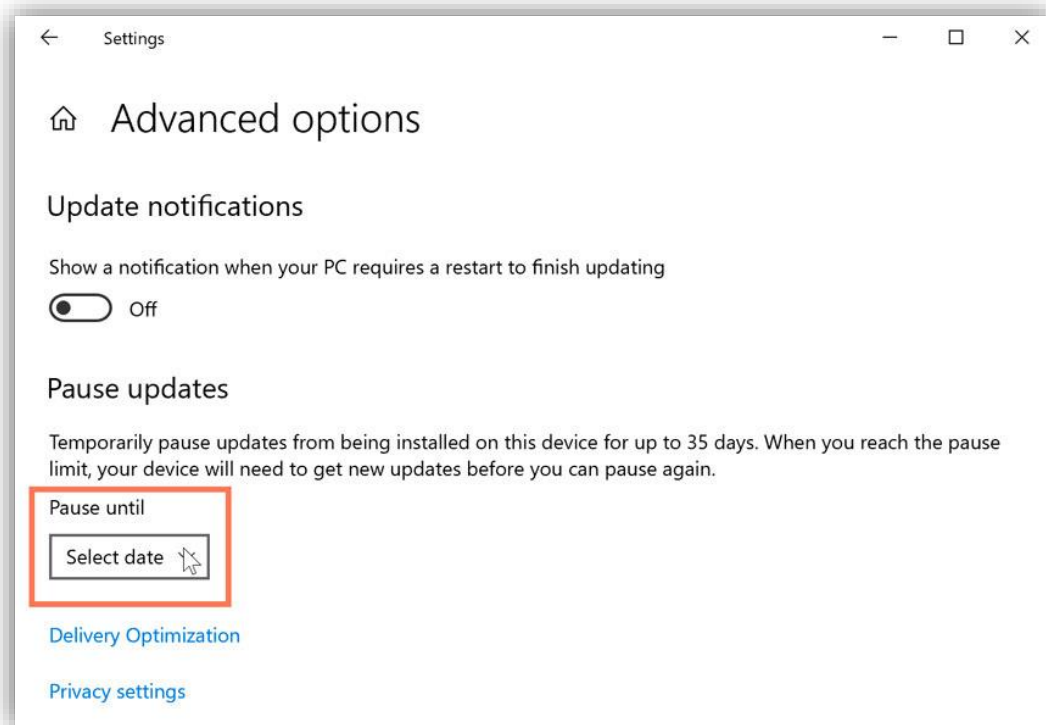 Settings
Advanced options
Update notifications
Show a notification when your PC requires a restart to finish updating
Off
Pause updates
Temporarily pause updates from being installed on this device for up to 35 days. When you reach the pause
limit, your device will need to get new updates before you can pause again.
Pause until
Select date
Delivery Optimization
Privacy settings